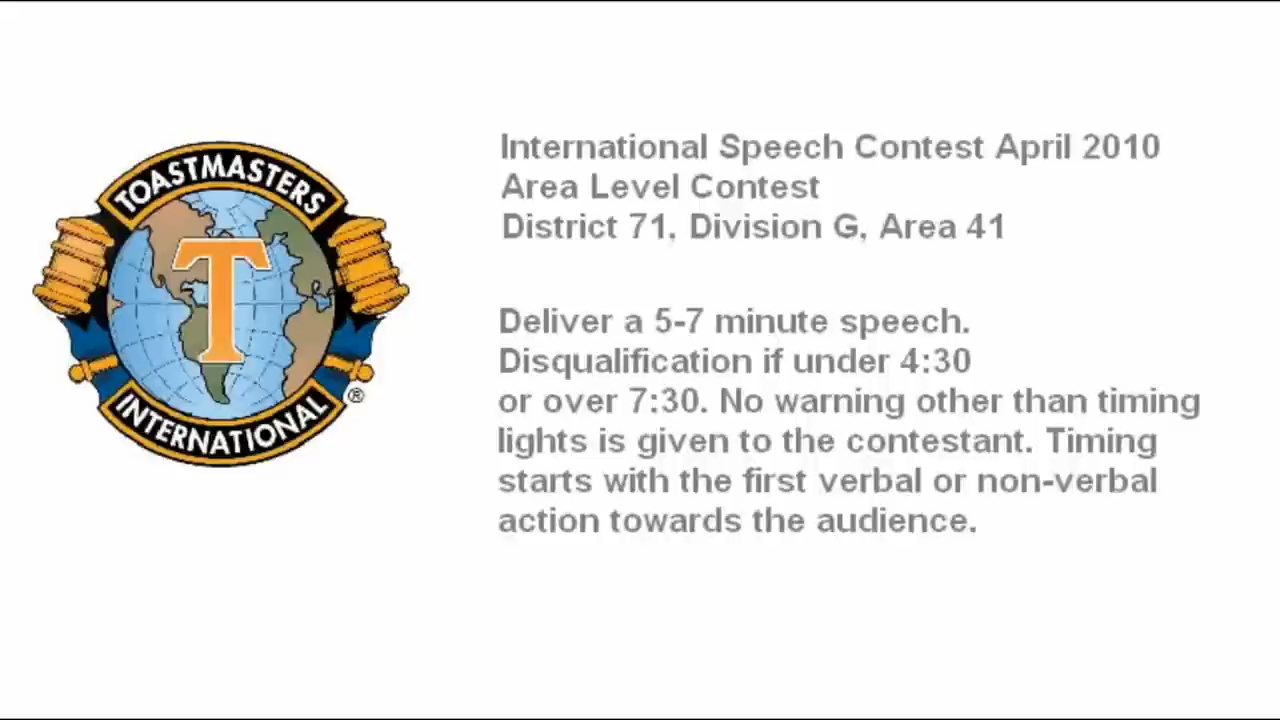 TOASTMASTERS
T
INTERNATIONAL
®
International Speech Contest April 2010
Area Level Contest
District 71, Division G, Area 41
Deliver a 5-7 minute speech.
Disqualification if under 4:30
or over 7:30. No warning other than timing
lights is given to the contestant. Timing
starts with the first verbal or non-verbal
action towards the audience.